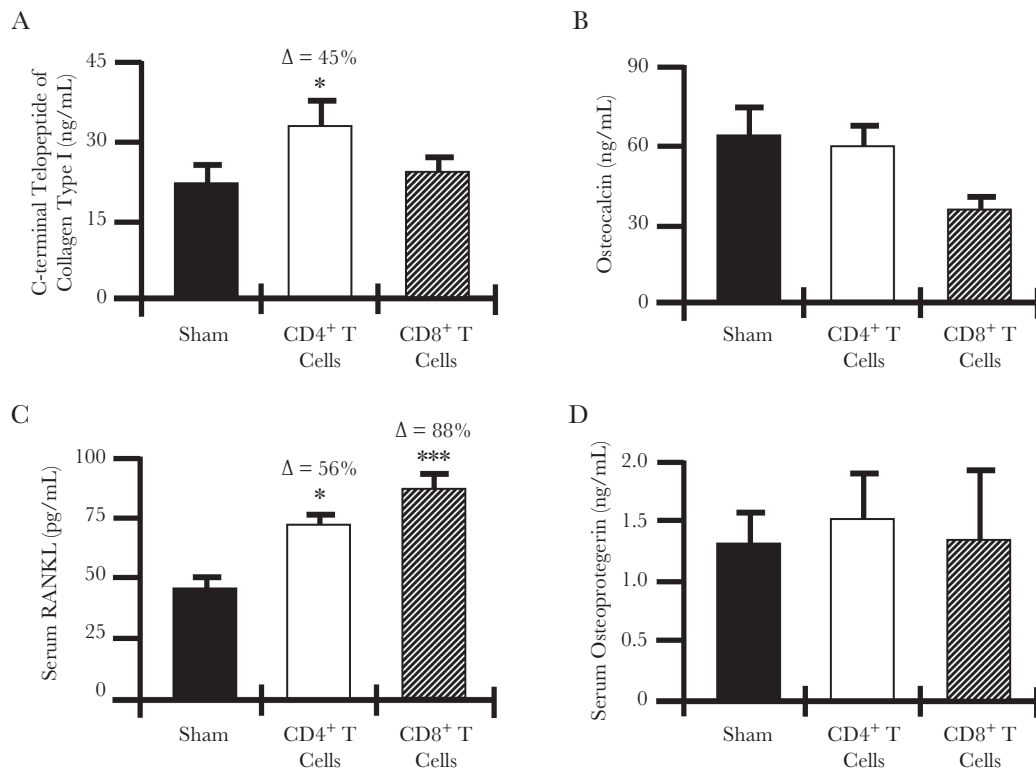 A
C-terminal Telopeptide of
Collagen Type I (ng/mL)
45
30
15
0
Δ = 45%
*
Sham
CD4⁺ T
Cells
CD8⁺ T
Cells
B
Osteocalcin (ng/mL)
90
60
30
0
Sham
CD4⁺ T
Cells
CD8⁺ T
Cells
C
Serum RANKL (pg/mL)
100
75
50
25
0
Δ = 56%
*
Δ = 88%
***
Sham
CD4⁺ T
Cells
CD8⁺ T
Cells
D
Serum Osteoprotegerin (ng/mL)
2.0
1.5
1.0
0.5
0
Sham
CD4⁺ T
Cells
CD8⁺ T
Cells